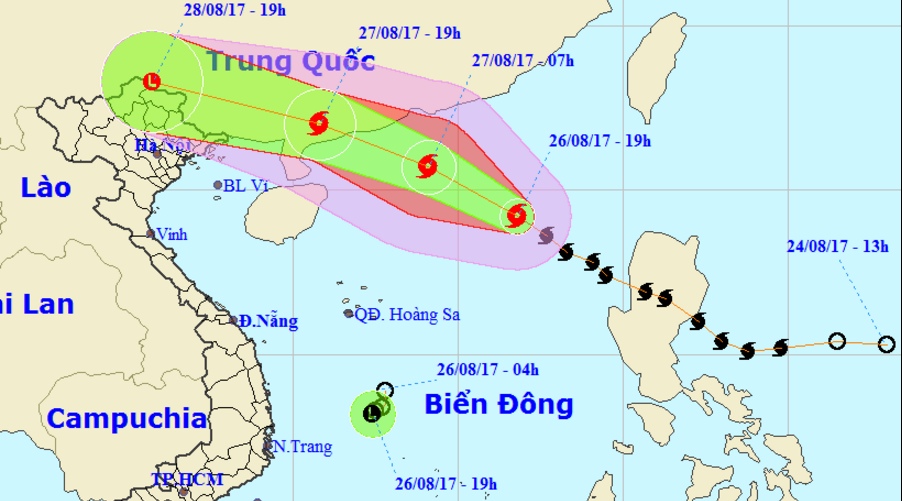 28/08/17 - 19h
27/08/17 - 19h
Trung Quốc
27/08/17 - 07h
26/08/17 - 19h
L
Hà Nội
Lào
BL Vĩ
Vinh
24/08/17 - 13h
ái Lan
Đ.Nẵng
QĐ. Hoàng Sa
26/08/17 - 04h
Campuchia
Biển Đông
L
N.Trang
TP.HCM
26/08/17 - 19h